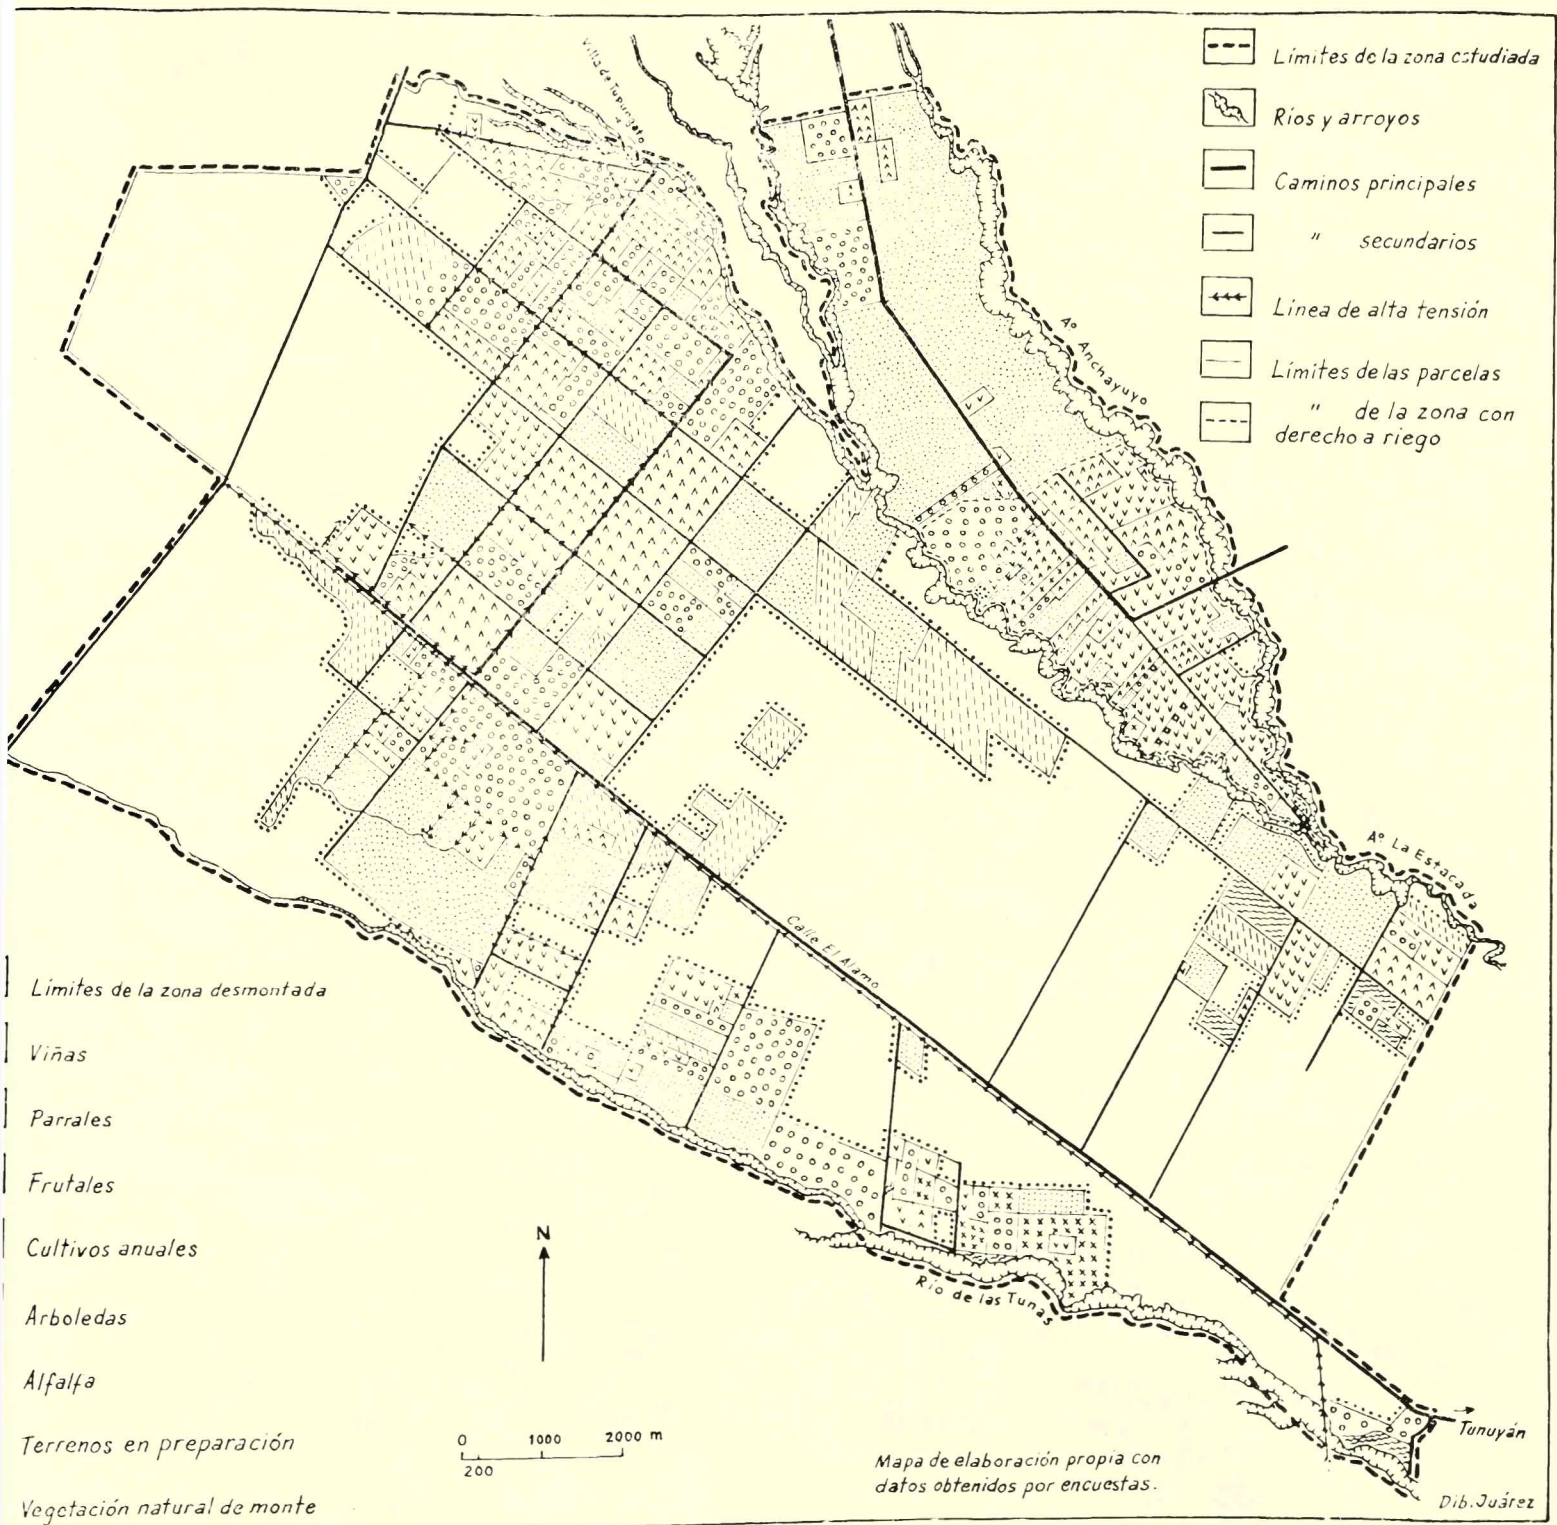 Límites de la zona estudiada
Ríos y arroyos
Caminos principales
" secundarios
Línea de alta tensión
Límites de las parcelas
" de la zona con
derecho a riego
Villa de Tupungato
Aº Anchayuyo
Aº La Estacada
Calle El Alamo
Río de las Tunas
Tunuyán
Límites de la zona desmontada
Viñas
Parrales
Frutales
Cultivos anuales
Arboledas
Alfalfa
Terrenos en preparación
Vegetación natural de monte
N
0 1000 2000 m
200
Mapa de elaboración propia con
datos obtenidos por encuestas.
Dib. Juárez